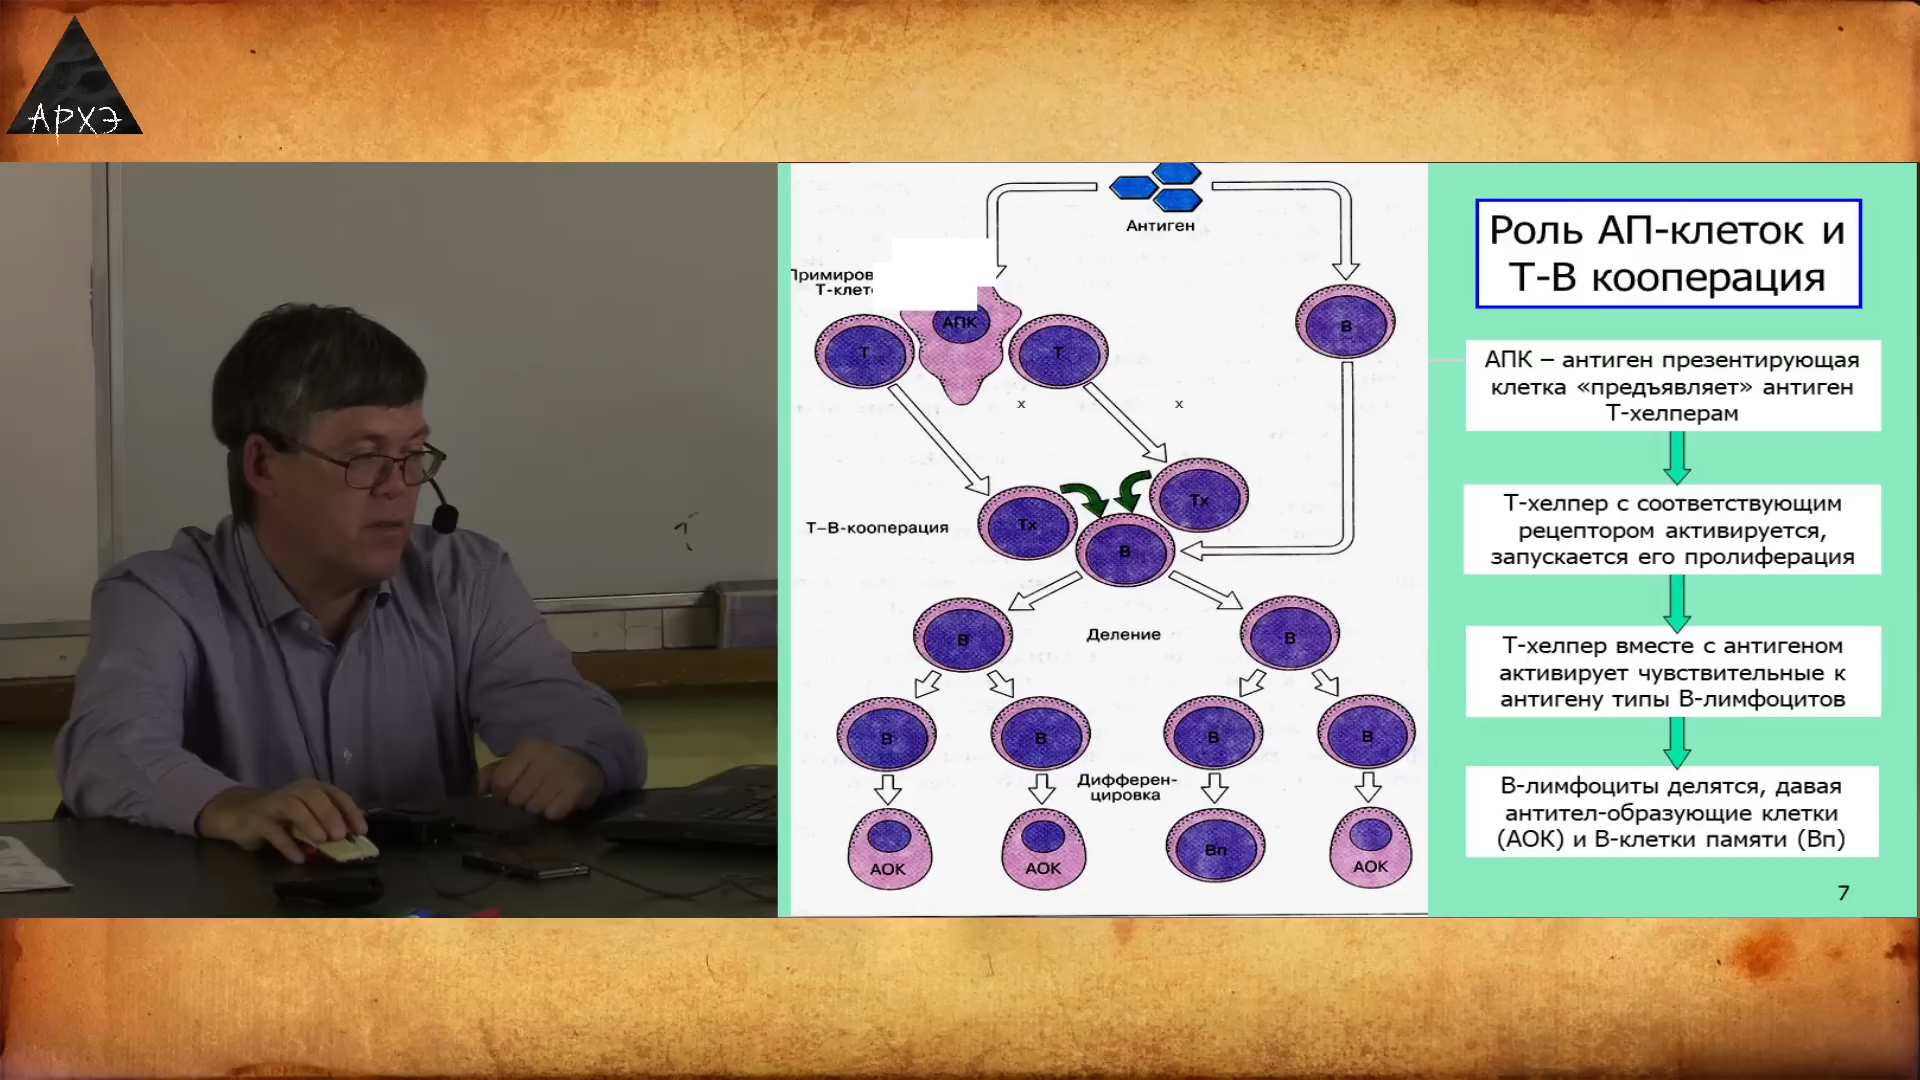 АРХЭ
Антиген
Т-клет
АПК
Т
Т
В
х
х
Тх
Тх
В
Т–В-кооперация
В
Деление
В
В
В
В
В
Дифферен-
цировка
АОК
АОК
Вп
АОК
Роль АП-клеток и
Т-В кооперация
АПК – антиген презентирующая
клетка «предъявляет» антиген
Т-хелперам
Т-хелпер с соответствующим
рецептором активируется,
запускается его пролиферация
Т-хелпер вместе с антигеном
активирует чувствительные к
антигену типы В-лимфоцитов
В-лимфоциты делятся, давая
антител-образующие клетки
(АОК) и В-клетки памяти (Вп)
7